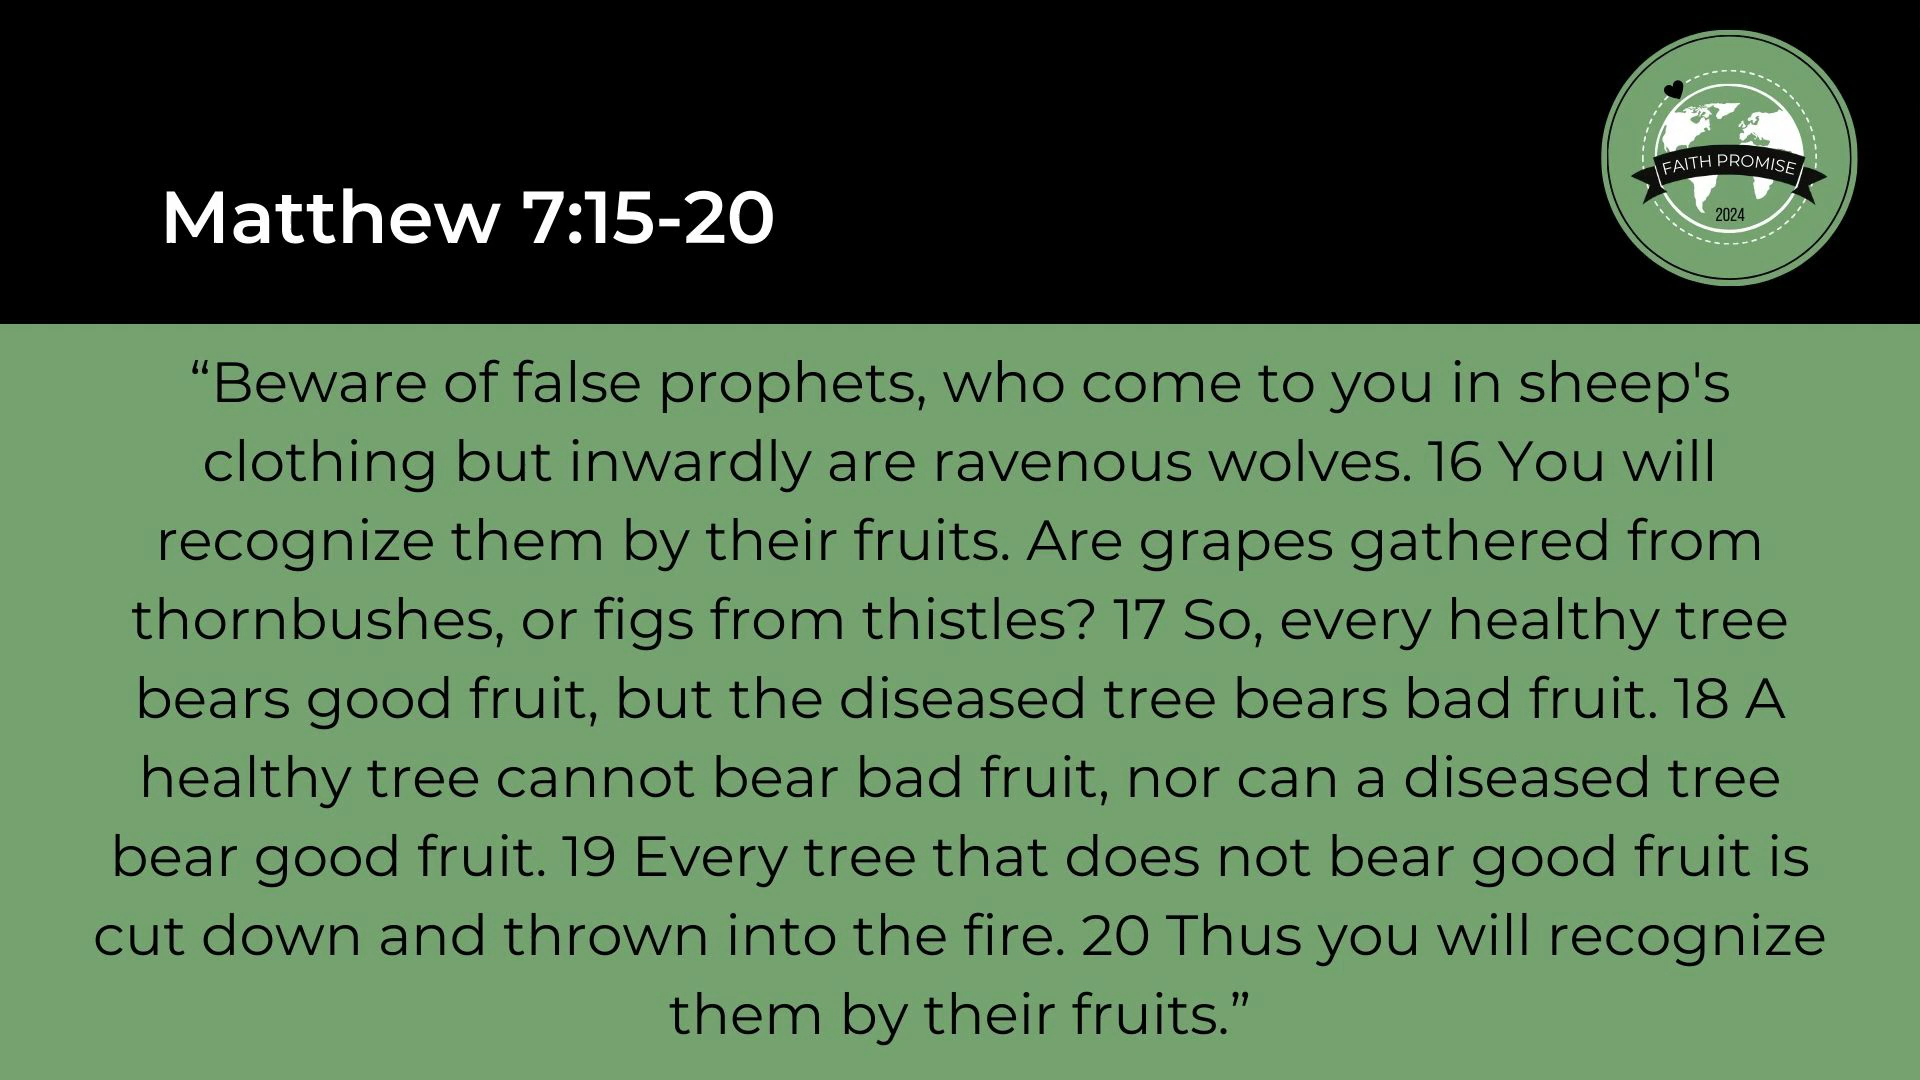 Matthew 7:15-20
FAITH PROMISE
2024
“Beware of false prophets, who come to you in sheep's
clothing but inwardly are ravenous wolves. 16 You will
recognize them by their fruits. Are grapes gathered from
thornbushes, or figs from thistles? 17 So, every healthy tree
bears good fruit, but the diseased tree bears bad fruit. 18 A
healthy tree cannot bear bad fruit, nor can a diseased tree
bear good fruit. 19 Every tree that does not bear good fruit is
cut down and thrown into the fire. 20 Thus you will recognize
them by their fruits.”